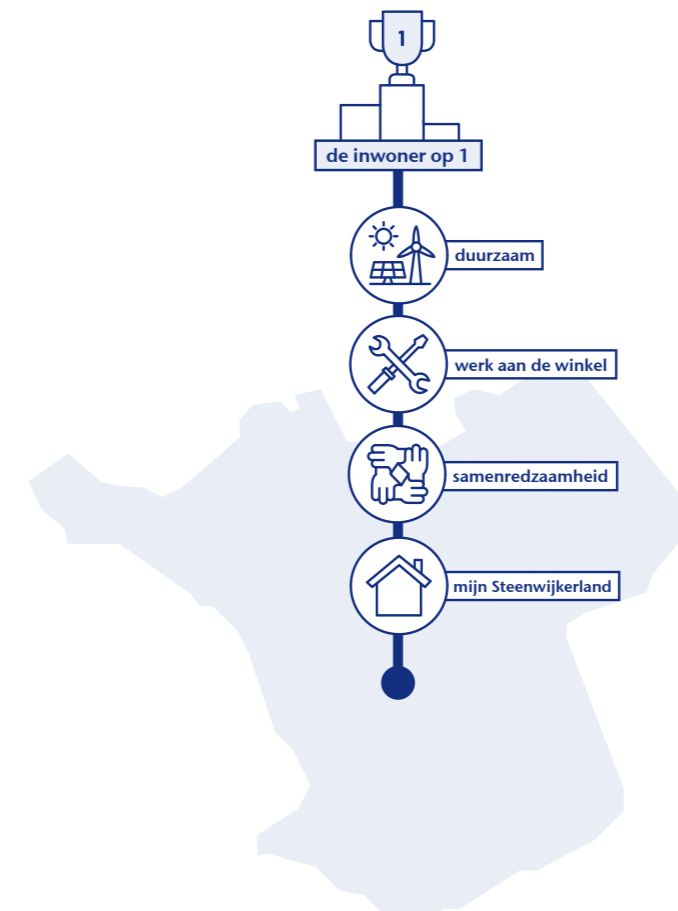 1
de inwoner op 1
duurzaam
werk aan de winkel
samenredzaamheid
mijn Steenwijkerland